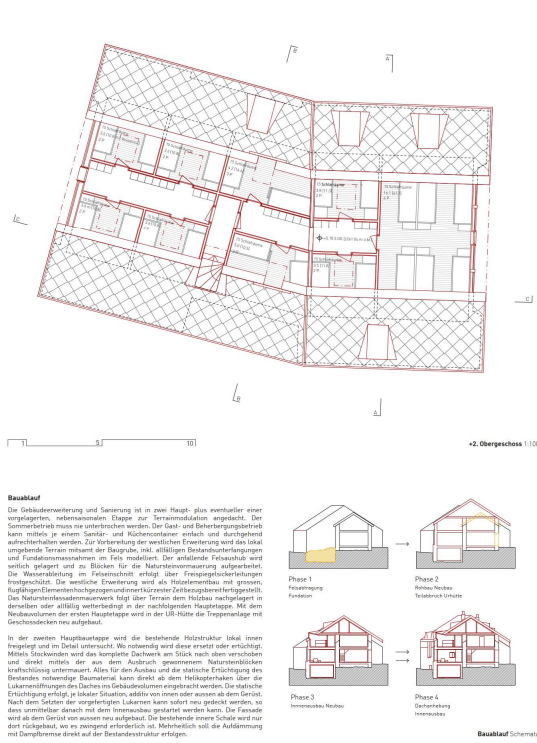 B
A
C
C
B
A
1
5
10
+2. Obergeschoss
Bauablauf
Die Gebäudeerweiterung und Sanierung ist in zwei Haupt- plus eventueller einer
vorgelagerten, nebensaisonalen Etappe zur Terrainmodulation angedacht. Der
Sommerbetrieb muss nie unterbrochen werden. Der Gast- und Beherbergungsbetrieb
kann mittels je einem Sanitär- und Küchencontainer einfach und durchgehend
aufrechterhalten werden. Zur Vorbereitung der westlichen Erweiterung wird das lokal
umgebende Terrain mitsamt der Baugrube, inkl. allfälligen Bestandsunterfangungen
und Fundationsmassnahmen im Fels modelliert. Der anfallende Felsaushub wird
seitlich gelagert und zu Blöcken für die Natursteinvormauerung aufgearbeitet.
Die Wasserableitung im Felseinschnitt erfolgt über Freispiegelsickerleitungen
frostgeschützt. Die westliche Erweiterung wird als Holzelementbau mit grossen,
flugfähigen Elementen hochgezogen und innert kürzester Zeit bezugsbereit fertiggestellt.
Das Natursteinfassadenmauerwerk folgt über Terrain dem Holzbau nachgelagert in
derselben oder allfällig wetterbedingt in der nachfolgenden Hauptetappe. Mit dem
Neubauvolumen der ersten Hauptetappe wird in der UR-Hütte die Treppenanlage mit
Geschossdecken neu aufgebaut.
In der zweiten Hauptbauetappe wird die bestehende Holzstruktur lokal innen
freigelegt und im Detail untersucht. Wo notwendig wird diese ersetzt oder ertüchtigt.
Mittels Stockwinden wird das komplette Dachwerk am Stück nach oben verschoben
und direkt mittels der aus dem Ausbruch gewonnenem Natursteinblöcken
kraftschlüssig untermauert. Alles für den Ausbau und die statische Ertüchtigung des
Bestandes notwendige Baumaterial kann direkt ab dem Helikopterhaken über die
Lukarnenöffnungen des Daches ins Gebäudevolumen eingebracht werden. Die statische
Ertüchtigung erfolgt, je lokaler Situation, additiv von innen oder aussen ab dem Gerüst.
Nach dem Setzten der vorgefertigten Lukarnen kann sofort neu gedeckt werden, so
dass unmittelbar danach mit dem Innenausbau gestartet werden kann. Die Fassade
wird ab dem Gerüst von aussen neu aufgebaut. Die bestehende innere Schale wird nur
dort rückgebaut, wo es zwingend erforderlich ist. Mehrheitlich soll die Aufdämmung
mit Dampfbremse direkt auf der Bestandesstruktur erfolgen.
Phase 1
Felsabtragung
Fundation
Phase 2
Rohbau Neubau
Teilabbruch Urhütte
Phase 3
Innenausbau Neubau
Phase 4
Dachanhebung
Innenausbau
Bauablauf